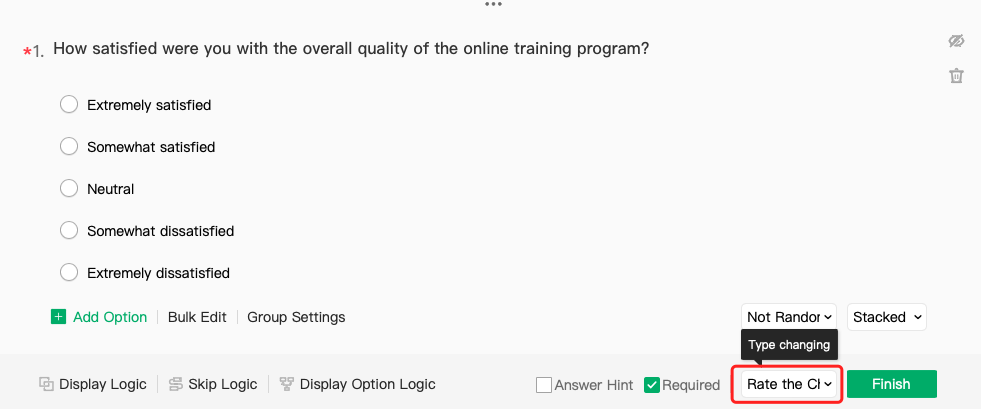 *1. How satisfied were you with the overall quality of the online training program?
Extremely satisfied
Somewhat satisfied
Neutral
Somewhat dissatisfied
Extremely dissatisfied
Add Option Bulk Edit Group Settings Not Randor Stacked
Type changing
Display Logic Skip Logic Display Option Logic Answer Hint Required Rate the Cl Finish